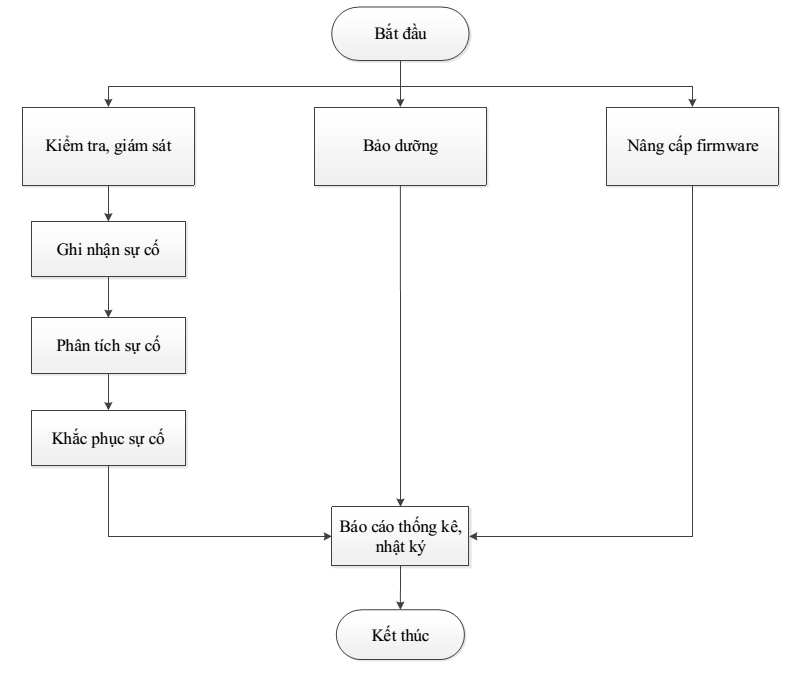 Bắt đầu
Kiểm tra, giám sát
Bảo dưỡng
Nâng cấp firmware
Ghi nhận sự cố
Phân tích sự cố
Khắc phục sự cố
Báo cáo thống kê,
nhật ký
Kết thúc